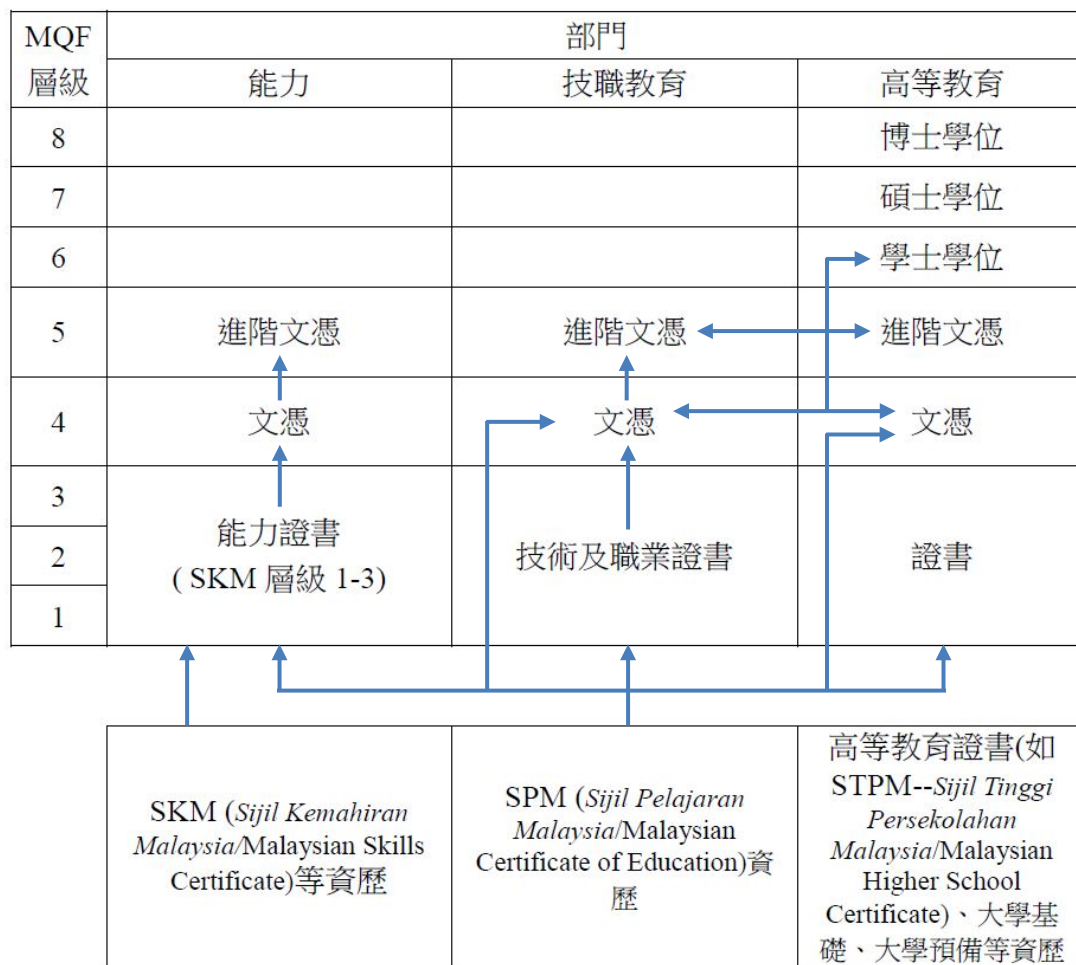 MQF
層級
部門
能力
技職教育
高等教育
8
博士學位
7
碩士學位
6
學士學位
5
進階文憑
進階文憑
進階文憑
4
文憑
文憑
文憑
3
2
1
能力證書
( SKM 層級 1-3)
技術及職業證書
證書
SKM (Sijil Kemahiran
Malaysia/Malaysian Skills
Certificate)等資歷
SPM (Sijil Pelajaran
Malaysia/Malaysian
Certificate of Education)資
歷
高等教育證書(如
STPM--Sijil Tinggi
Persekolahan
Malaysia/Malaysian
Higher School
Certificate)、大學基
礎、大學預備等資歷